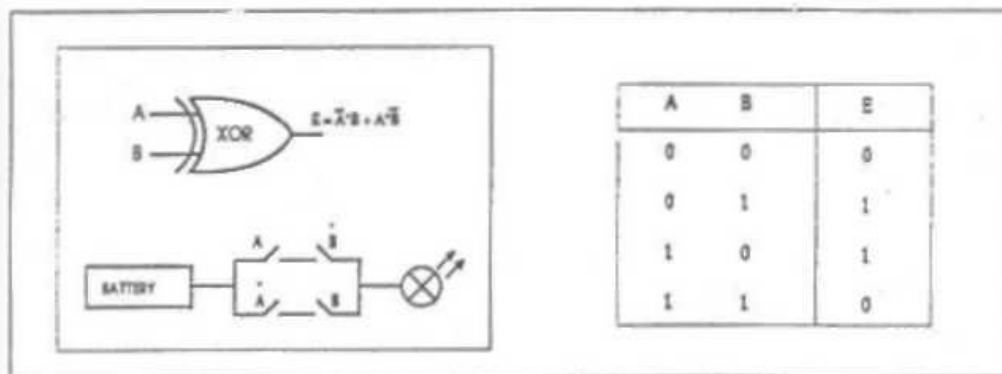 A
XOR
E = A̅'B + A'B̅
B
A B̄
BATTERY
Ā B
A B E
0 0 0
0 1 1
1 0 1
1 1 0